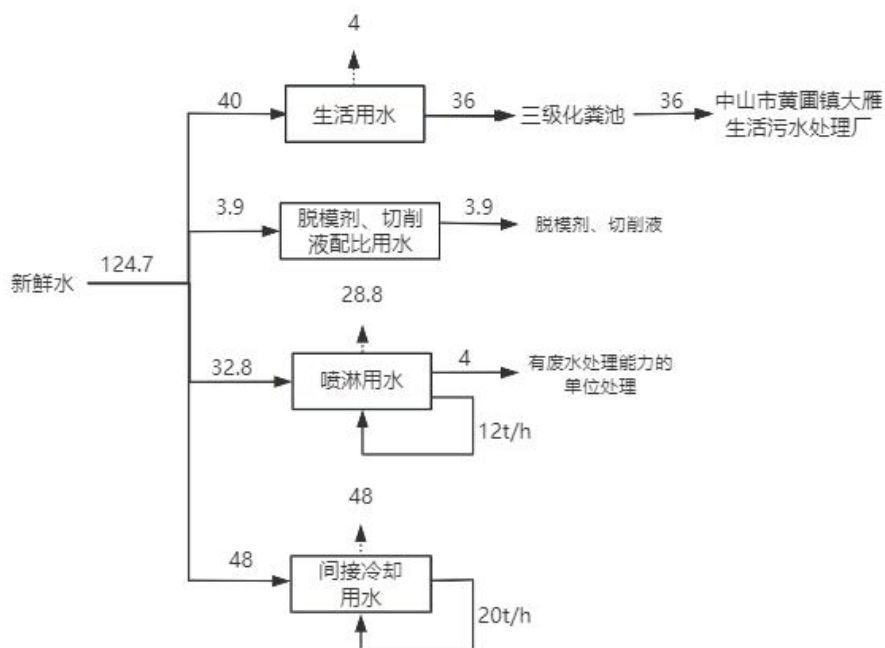 4
40
生活用水
36
三级化粪池
36
中山市黄圃镇大雁
生活污水处理厂
3.9
脱模剂、切削
液配比用水
3.9
脱模剂、切削液
新鲜水
124.7
28.8
32.8
喷淋用水
4
有废水处理能力的
单位处理
12t/h
48
48
间接冷却
用水
20t/h